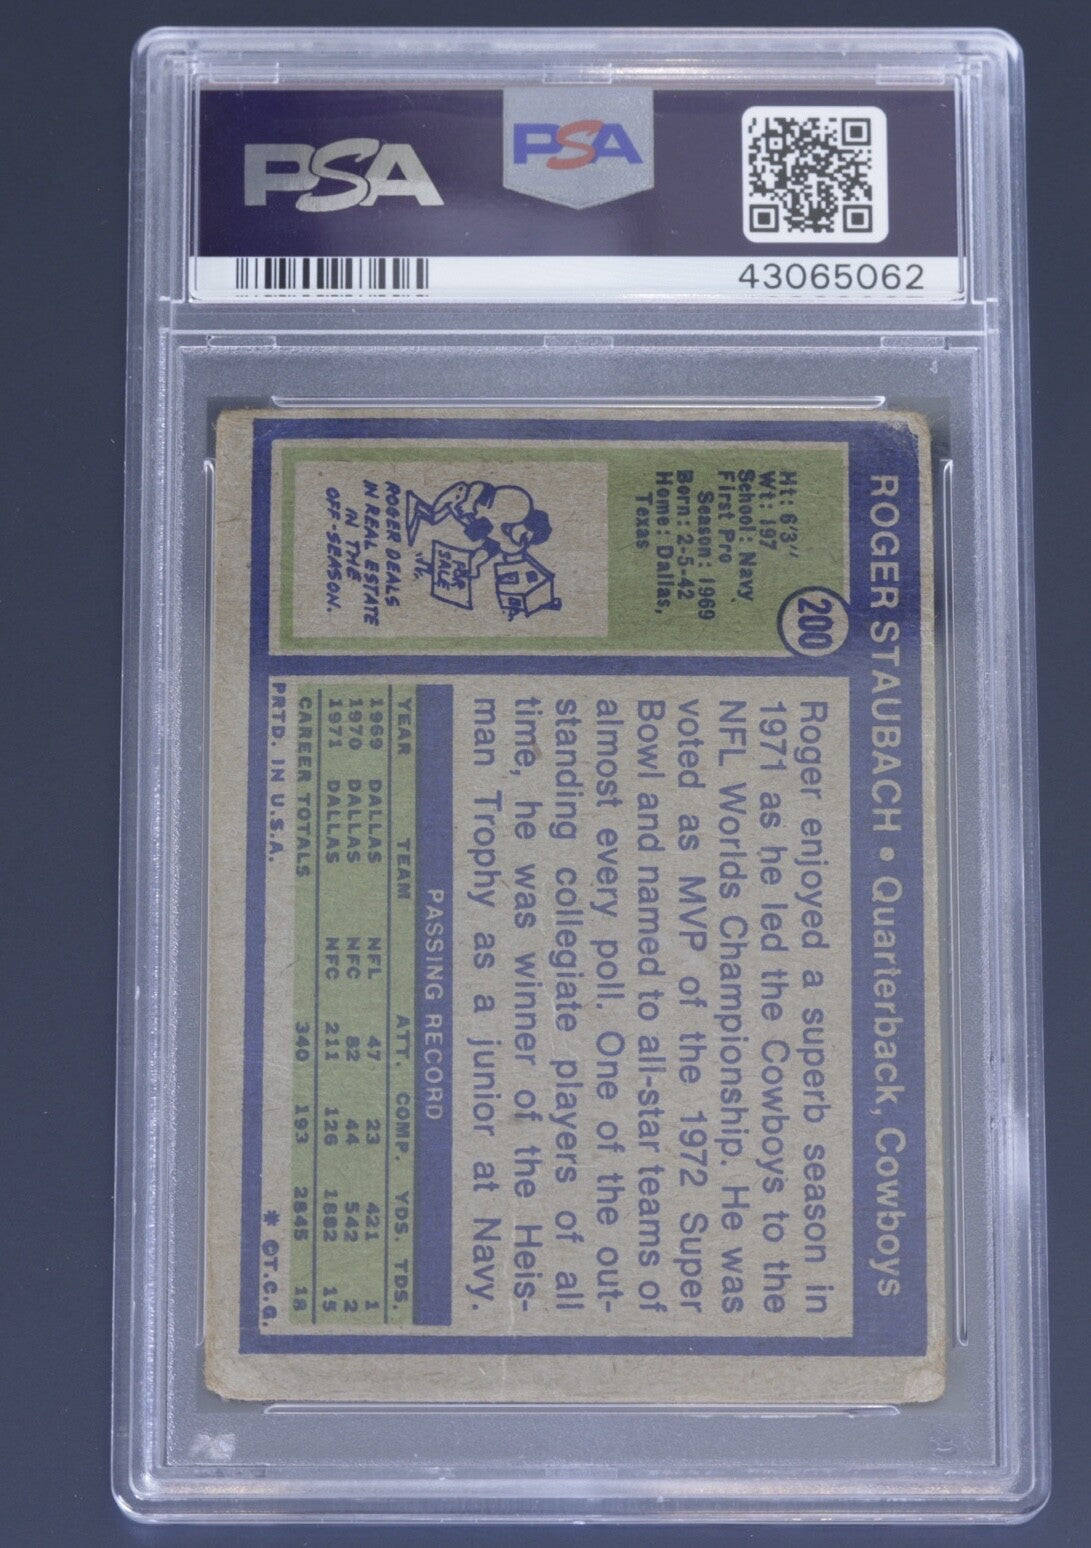 PSA
PSA
43065062
ROGER STAUBACH • Quarterback, Cowboys
200
Ht: 6'3"
Wt: 197
School: Navy
First Pro
Season: 1969
Born: 2-5-42
Home: Dallas,
Texas
FOR
SALE
ROGER DEALS
IN REAL ESTATE
IN THE
OFF-SEASON.
Roger enjoyed a superb season in
1971 as he led the Cowboys to the
NFL Worlds Championship. He was
voted as MVP of the 1972 Super
Bowl and named to all-star teams of
almost every poll. One of the out-
standing collegiate players of all
time, he was winner of the Heis-
man Trophy as a junior at Navy.
PASSING RECORD
YEAR TEAM ATT. COMP. YDS. TDS.
1969 DALLAS NFL 47 23 421 1
1970 DALLAS NFC 82 44 542 2
1971 DALLAS NFC 211 126 1882 15
CAREER TOTALS 340 193 2845 18
PRTD. IN U.S.A. * ©T.C.G.